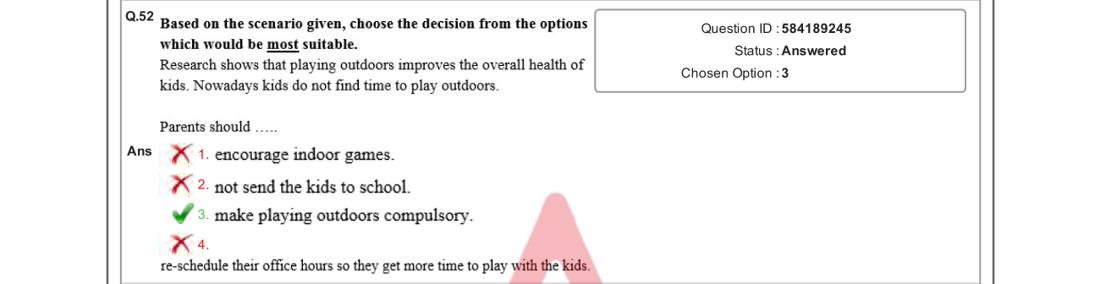 Q.52 Based on the scenario given, choose the decision from the options
which would be most suitable.
Research shows that playing outdoors improves the overall health of
kids. Nowadays kids do not find time to play outdoors.
Parents should .....
Ans 1. encourage indoor games.
2. not send the kids to school.
3. make playing outdoors compulsory.
4.
re-schedule their office hours so they get more time to play with the kids.
Question ID : 584189245
Status : Answered
Chosen Option : 3